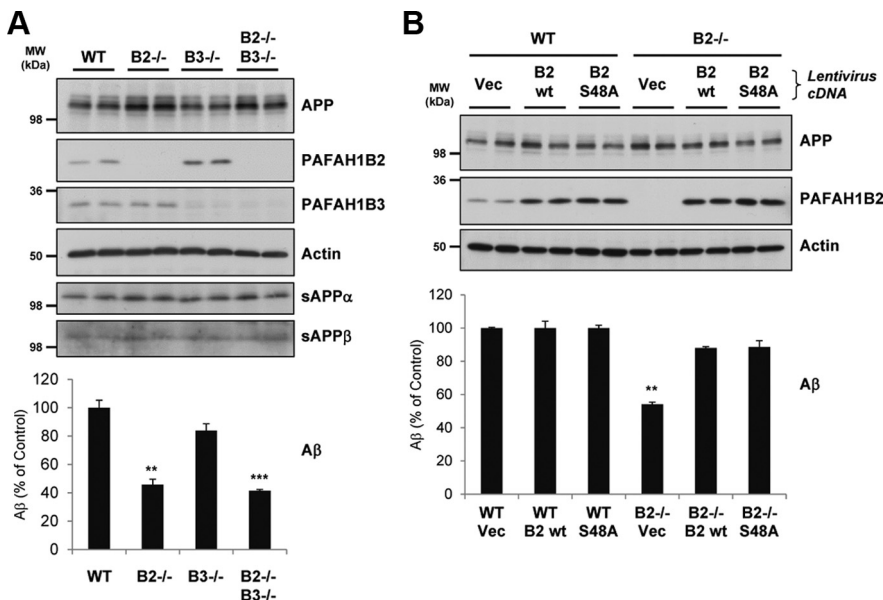 A
MW
(kDa)
WT
B2-/-
B3-/-
B2-/-
B3-/-
98
APP
PAFAH1B2
36
PAFAH1B3
50
Actin
98
sAPPα
98
sAPPβ
120
100
80
60
40
20
0
Aβ (% of Control)
**
***
Aβ
WT
B2-/-
B3-/-
B2-/-
B3-/-
B
WT
B2-/-
MW
(kDa)
Vec
B2
wt
B2
S48A
Vec
B2
wt
B2
S48A
Lentivirus
cDNA
98
APP
36
PAFAH1B2
50
Actin
120
100
80
60
40
20
0
Aβ (% of Control)
**
Aβ
WT
Vec
WT
B2 wt
WT
S48A
B2-/-
Vec
B2-/-
B2 wt
B2-/-
S48A